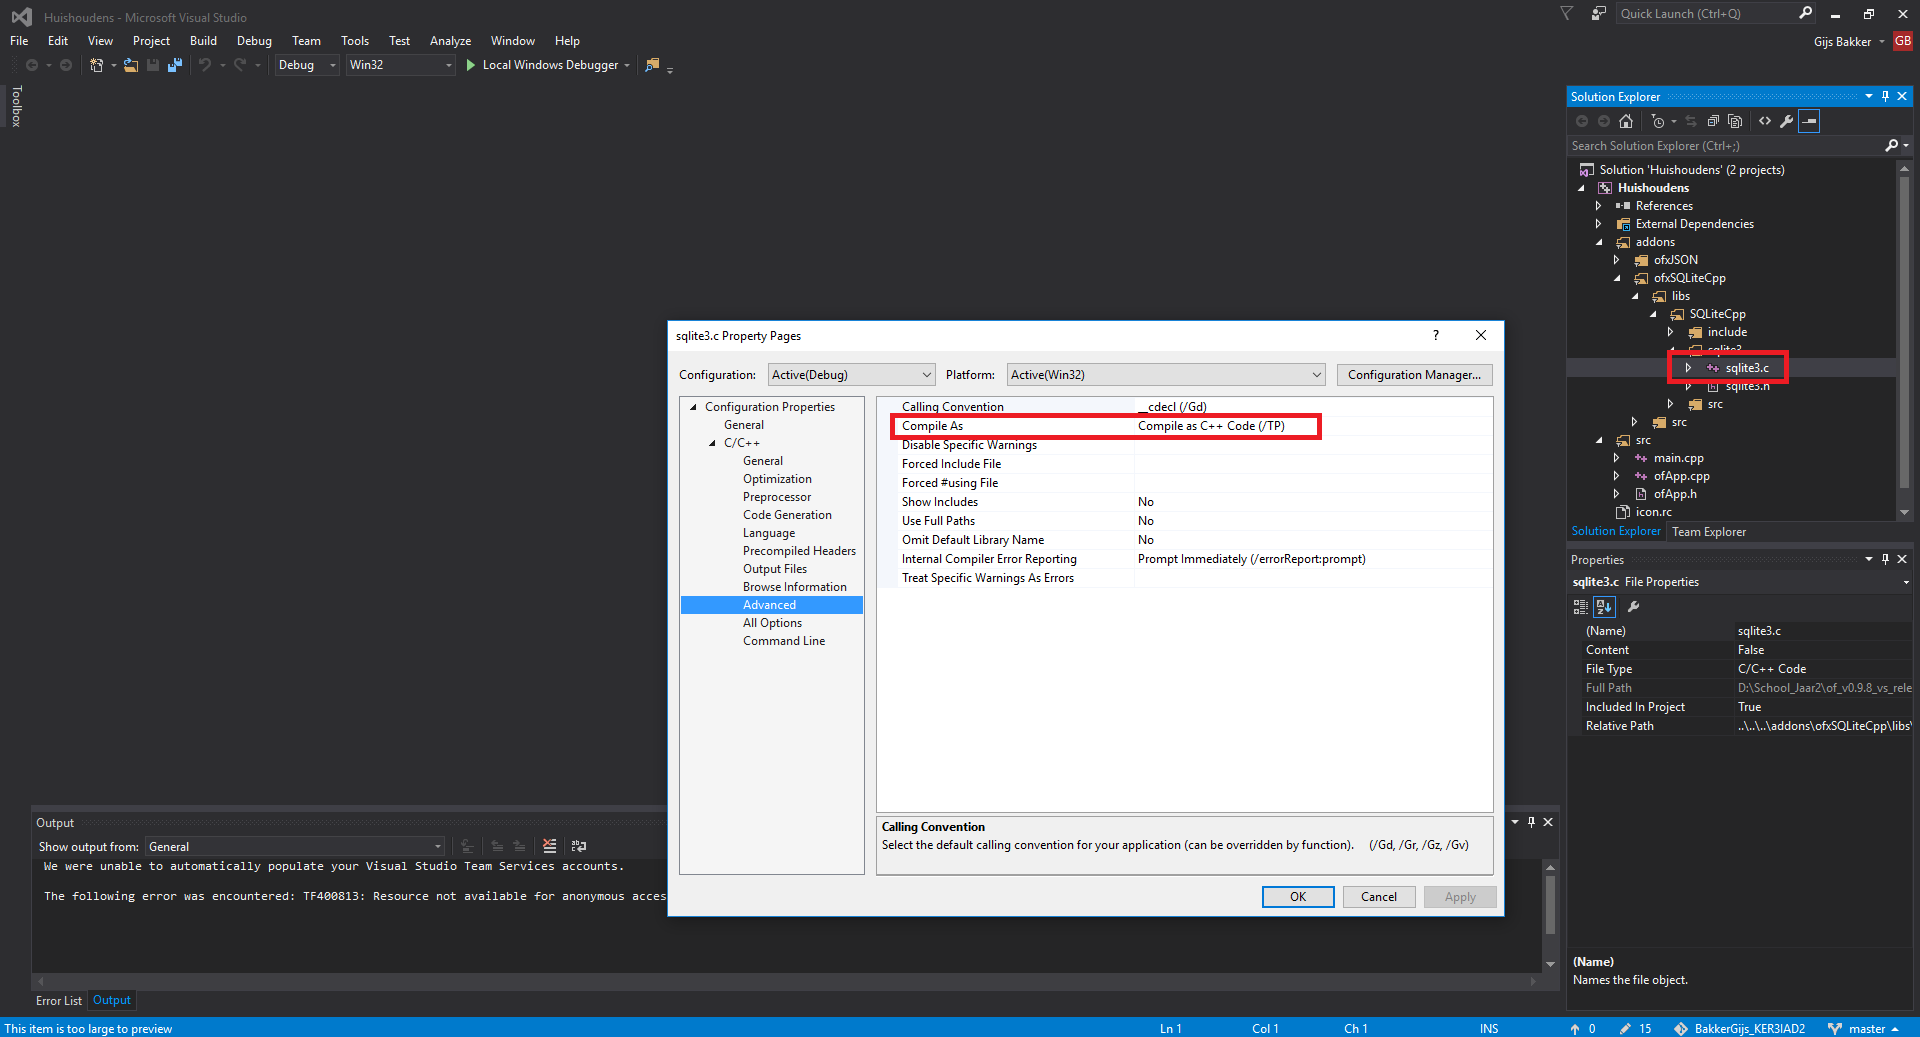 Huishoudens - Microsoft Visual Studio
Quick Launch (Ctrl+Q)
File Edit View Project Build Debug Team Tools Test Analyze Window Help
Gijs Bakker GB
Debug Win32 Local Windows Debugger
Toolbox
Solution Explorer
Search Solution Explorer (Ctrl+;)
Solution 'Huishoudens' (2 projects)
Huishoudens
References
External Dependencies
addons
ofxJSON
ofxSQLiteCpp
libs
SQLiteCpp
include
sqlite3
sqlite3.c
sqlite3.h
src
src
src
main.cpp
ofApp.cpp
ofApp.h
icon.rc
Solution Explorer Team Explorer
Properties
sqlite3.c File Properties
(Name) sqlite3.c
Content False
File Type C/C++ Code
Full Path D:\School_Jaar2\of_v0.9.8_vs_rele
Included In Project True
Relative Path ..\..\..\addons\ofxSQLiteCpp\libs\
(Name)
Names the file object.
sqlite3.c Property Pages
?
Configuration: Active(Debug) Platform: Active(Win32) Configuration Manager...
Configuration Properties
General
C/C++
General
Optimization
Preprocessor
Code Generation
Language
Precompiled Headers
Output Files
Browse Information
Advanced
All Options
Command Line
Calling Convention __cdecl (/Gd)
Compile As Compile as C++ Code (/TP)
Disable Specific Warnings
Forced Include File
Forced #using File
Show Includes No
Use Full Paths No
Omit Default Library Name No
Internal Compiler Error Reporting Prompt Immediately (/errorReport:prompt)
Treat Specific Warnings As Errors
Calling Convention
Select the default calling convention for your application (can be overridden by function). (/Gd, /Gr, /Gz, /Gv)
OK Cancel Apply
Output
Show output from: General
We were unable to automatically populate your Visual Studio Team Services accounts.
The following error was encountered: TF400813: Resource not available for anonymous acces
Error List Output
This item is too large to preview Ln 1 Col 1 Ch 1 INS 0 15 BakkerGijs_KER3IAD2 master